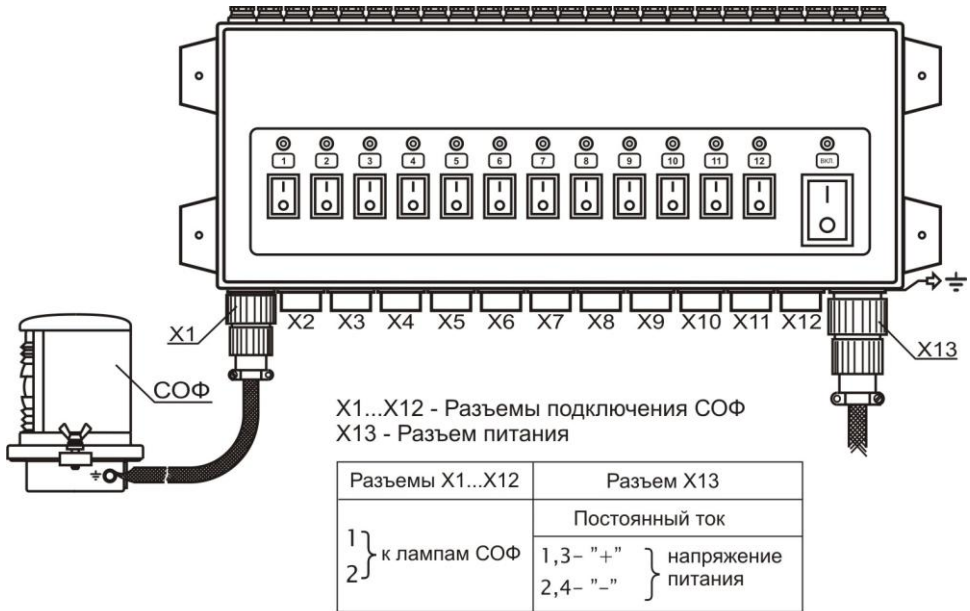 1 2 3 4 5 6 7 8 9 10 11 12 ВКЛ.
X1 X2 X3 X4 X5 X6 X7 X8 X9 X10 X11 X12 X13
СОФ
X1...X12 - Разъемы подключения СОФ
X13 - Разъем питания
Разъемы X1...X12
1
2
к лампам СОФ
Разъем X13
Постоянный ток
1,3– "+"
2,4– "–"
напряжение
питания